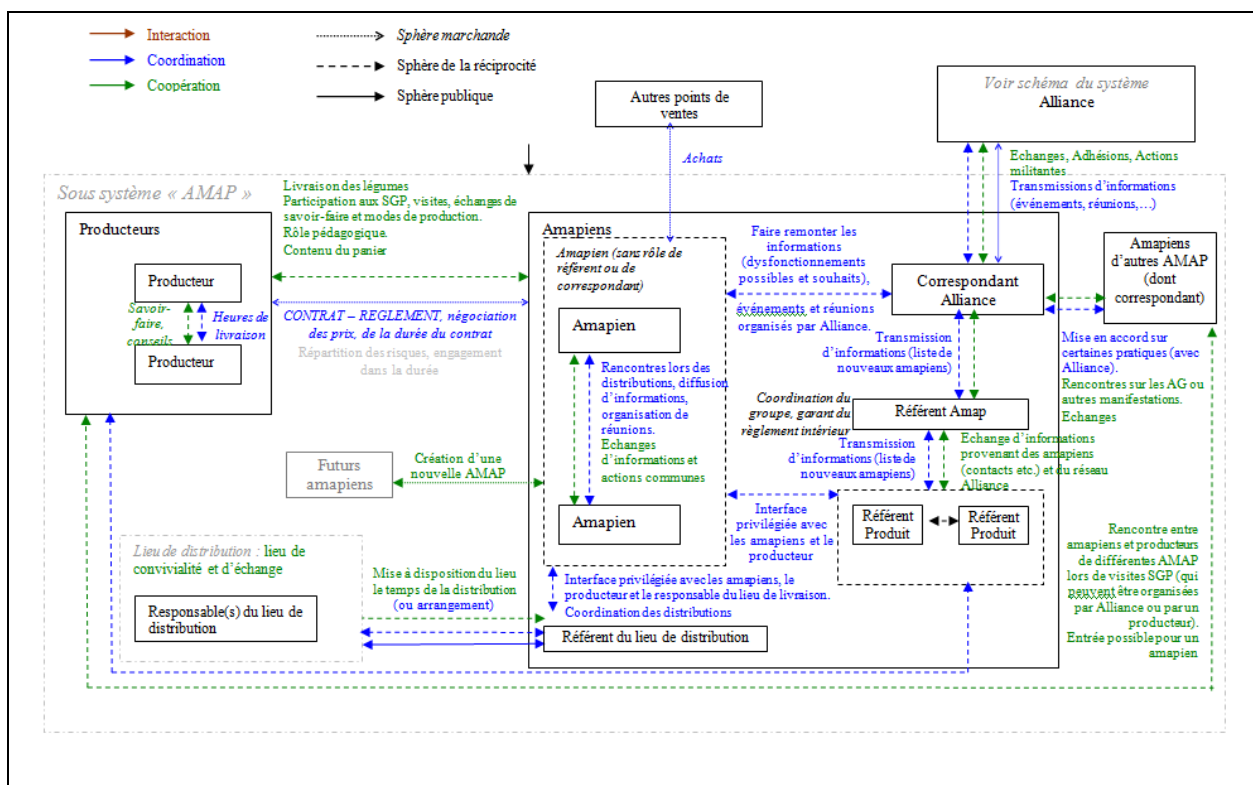 Interaction
Coordination
Coopération
Sphère marchande
Sphère de la réciprocité
Sphère publique
Autres points de
ventes
Voir schéma du système
Alliance
Achats
Echanges, Adhésions, Actions
militantes
Transmissions d'informations
(événements, réunions,…)
Sous système « AMAP »
Livraison des légumes
Participation aux SGP, visites, échanges de
savoir-faire et modes de production.
Rôle pédagogique.
Contenu du panier
Producteurs
Producteur
Savoir-
faire,
conseils
Heures de
livraison
Producteur
CONTRAT – REGLEMENT, négociation
des prix, de la durée du contrat
Répartition des risques, engagement
dans la durée
Amapiens
Amapien (sans rôle de
référent ou de
correspondant)
Amapien
Rencontres lors des
distributions, diffusion
d'informations,
organisation de
réunions.
Echanges
d'informations et
actions communes
Amapien
Faire remonter les
informations
(dysfonctionnements
possibles et souhaits),
événements et réunions
organisés par Alliance.
Correspondant
Alliance
Amapiens
d'autres AMAP
(dont
correspondant)
Transmission
d'informations (liste de
nouveaux amapiens)
Mise en accord sur
certaines pratiques (avec
Alliance).
Rencontres sur les AG ou
autres manifestations.
Echanges
Coordination du
groupe, garant du
règlement intérieur
Référent Amap
Transmission
d'informations (liste de
nouveaux amapiens)
Echange d'informations
provenant des amapiens
(contacts etc.) et du réseau
Alliance
Futurs
amapiens
Création d'une
nouvelle AMAP
Interface
privilégiée avec
les amapiens et le
producteur
Référent
Produit
Référent
Produit
Rencontre entre
amapiens et producteurs
de différentes AMAP
lors de visites SGP (qui
peuvent être organisées
par Alliance ou par un
producteur).
Entrée possible pour un
amapien
Lieu de distribution : lieu de
convivialité et d'échange
Responsable(s) du lieu de
distribution
Mise à disposition du lieu
le temps de la distribution
(ou arrangement)
Interface privilégiée avec les amapiens, le
producteur et le responsable du lieu de livraison.
Coordination des distributions
Référent du lieu de distribution